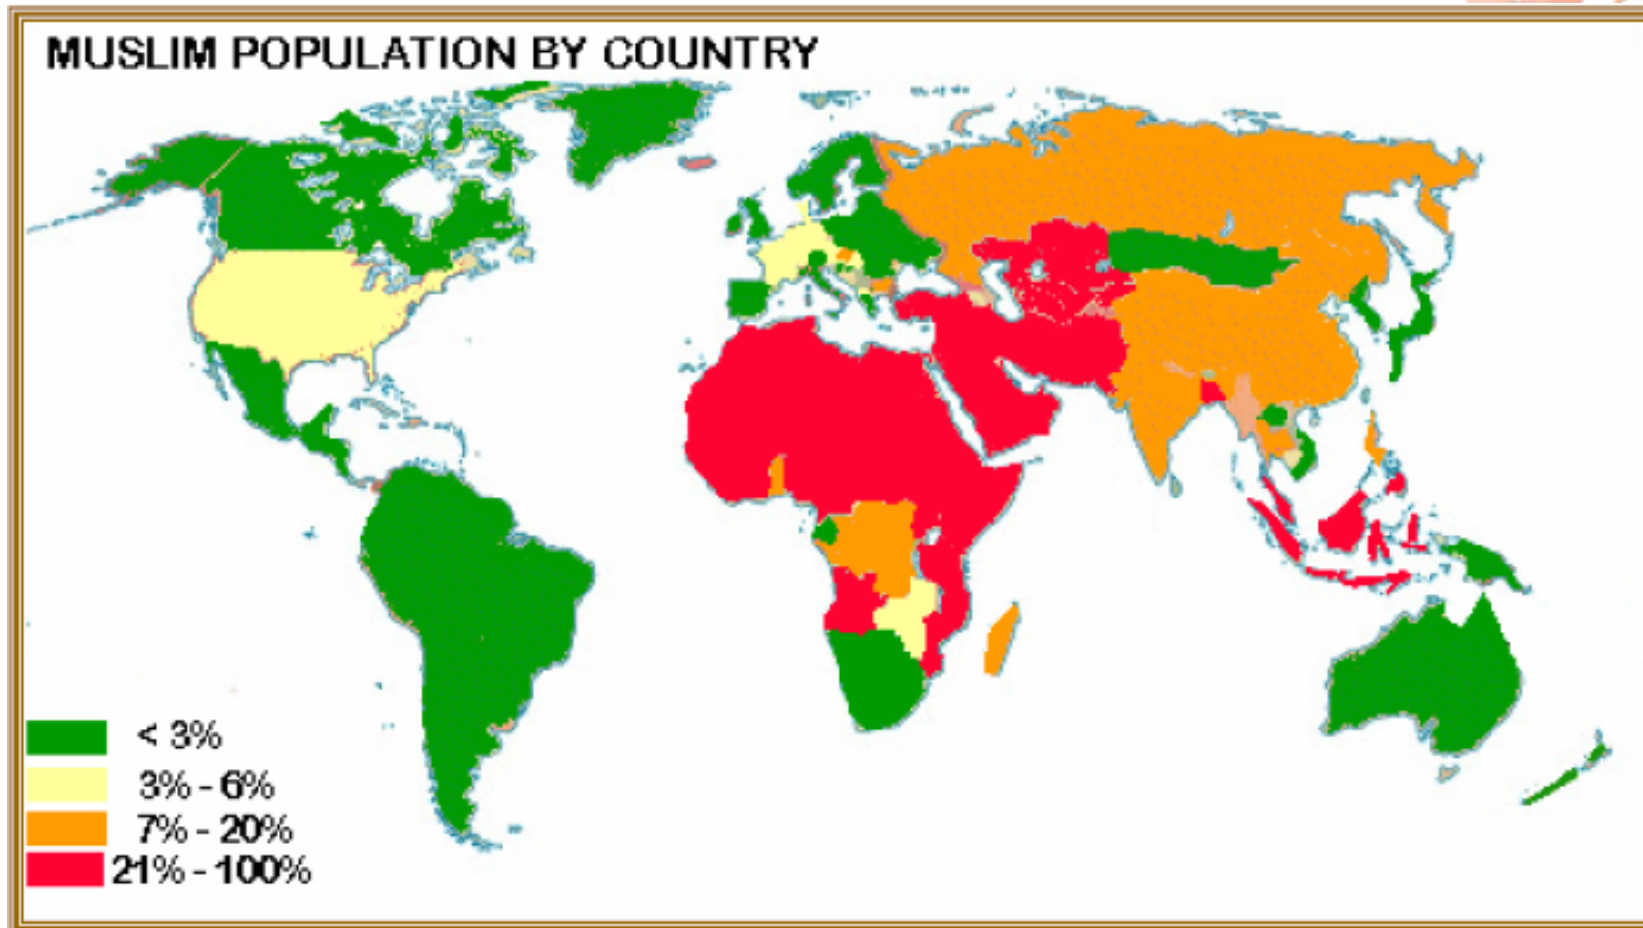 MUSLIM POPULATION BY COUNTRY
< 3%
3% - 6%
7% - 20%
21% - 100%